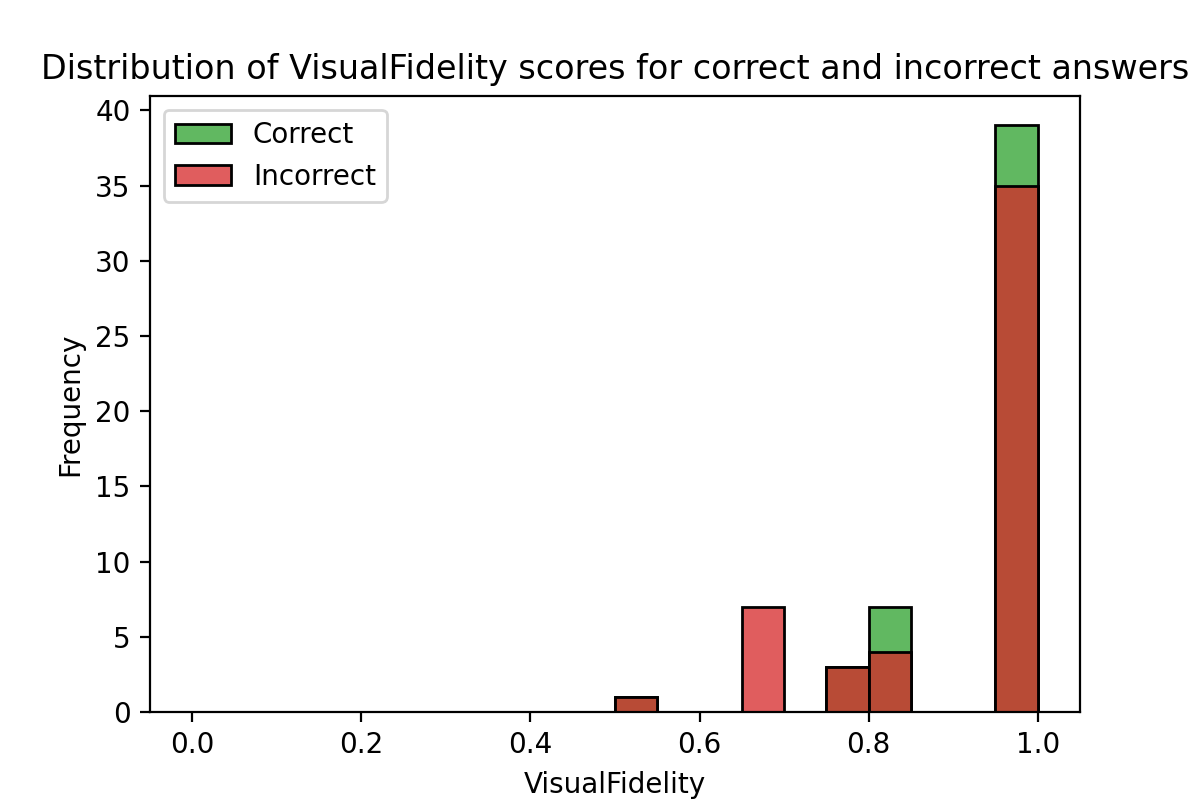 Distribution of VisualFidelity scores for correct and incorrect answers
Correct
Incorrect
40
35
30
25
20
15
10
5
0
Frequency
0.0 0.2 0.4 0.6 0.8 1.0
VisualFidelity